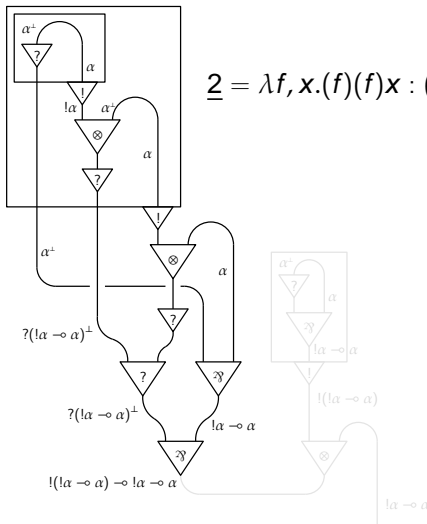 α⊥
?
α
!
!α
α⊥
⊗
α
?
2 = λf, x.(f)(f)x : (
!
⊗
α⊥
α
?
?(!α ⊸ α)⊥
?
⅋
?(!α ⊸ α)⊥
!α ⊸ α
⅋
!(!α ⊸ α) ⊸ !α ⊸ α
α⊥
?
α
⅋
!α ⊸ α
!
!(!α ⊸ α)
⊗
!α ⊸ α